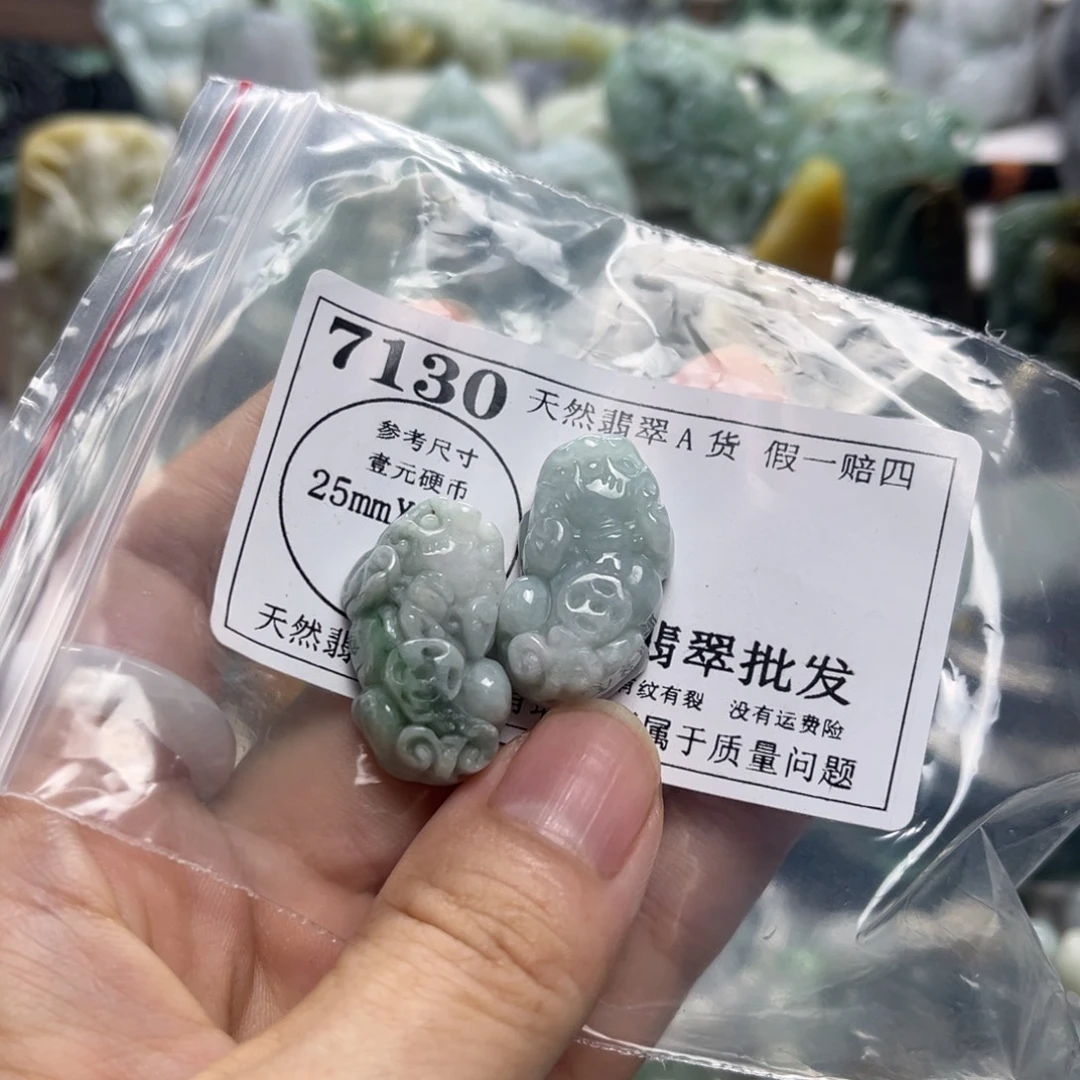 7130 天然翡翠A货 假一赔四
参考尺寸
壹元硬币
25mm
天然翡
翡翠批发
有纹有裂 没有运费险
属于质量问题